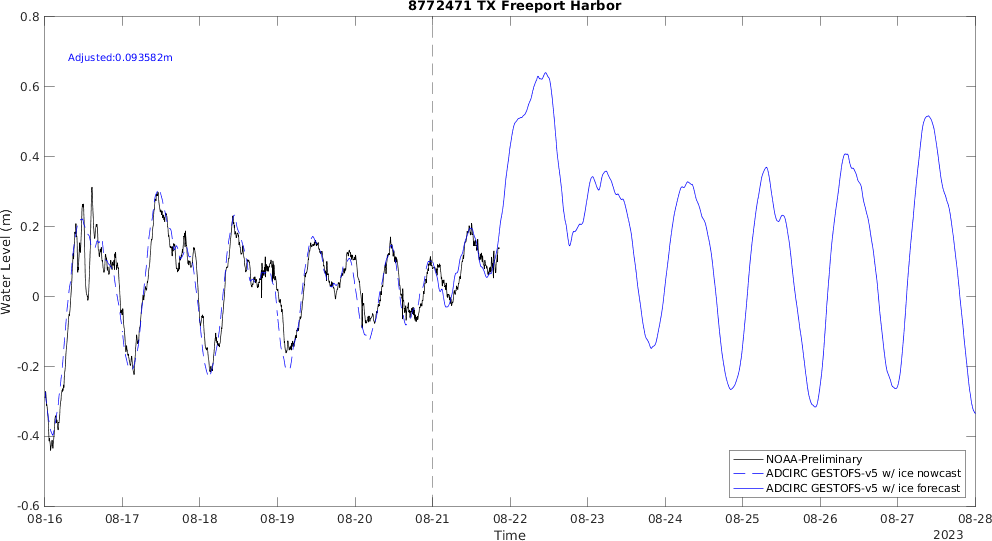 8772471 TX Freeport Harbor
Adjusted:0.093582m
Water Level (m)
0.8
0.6
0.4
0.2
0
-0.2
-0.4
-0.6
NOAA-Preliminary
ADCIRC GESTOFS-v5 w/ ice nowcast
ADCIRC GESTOFS-v5 w/ ice forecast
08-16 08-17 08-18 08-19 08-20 08-21 08-22 08-23 08-24 08-25 08-26 08-27 08-28
Time
2023